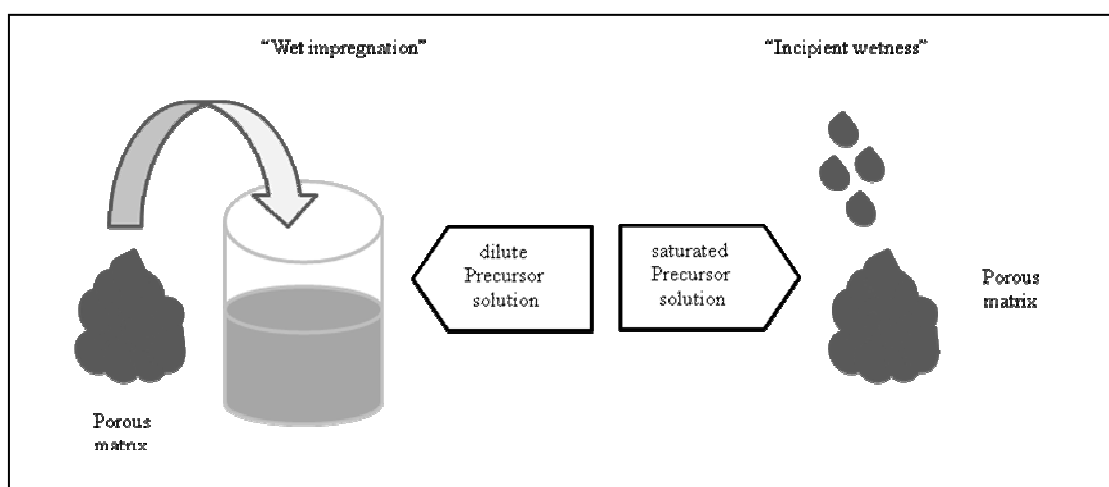 “Wet impregnation”
“Incipient wetness”
dilute
Precursor
solution
saturated
Precursor
solution
Porous
matrix
Porous
matrix